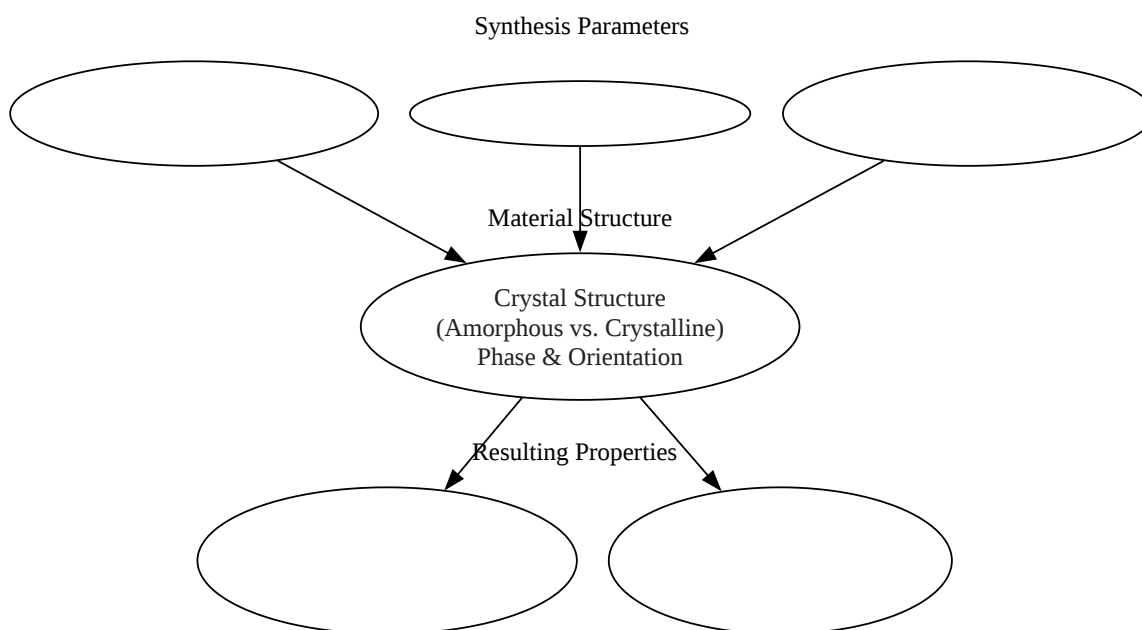 Synthesis Parameters
Material Structure
Crystal Structure
(Amorphous vs. Crystalline)
Phase & Orientation
Resulting Properties